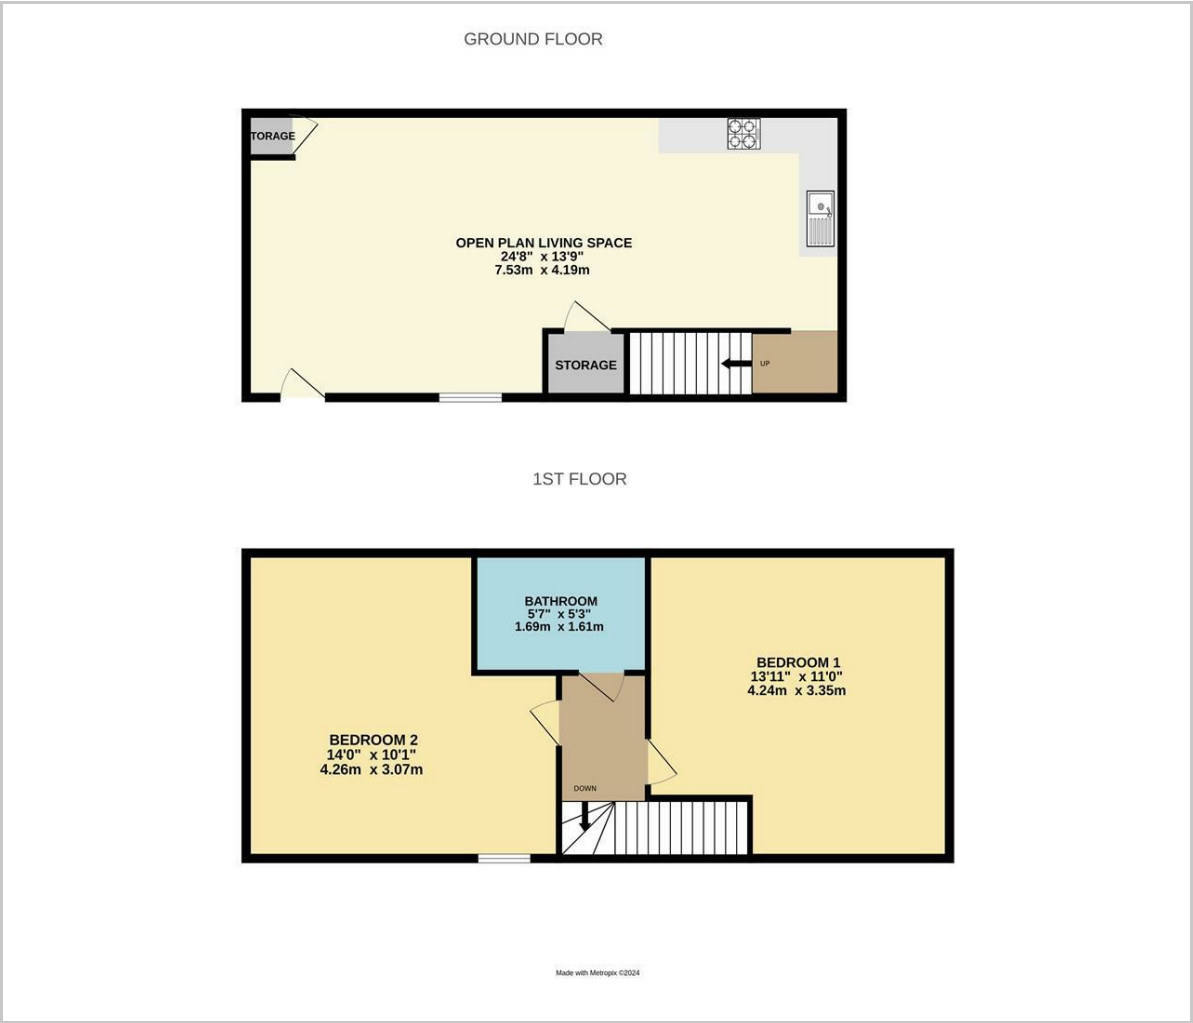 GROUND FLOOR
TORAGE
OPEN PLAN LIVING SPACE
24'8" x 13'9"
7.53m x 4.19m
STORAGE
UP
1ST FLOOR
BATHROOM
5'7" x 5'3"
1.69m x 1.61m
BEDROOM 1
13'11" x 11'0"
4.24m x 3.35m
BEDROOM 2
14'0" x 10'1"
4.26m x 3.07m
DOWN
Made with Metropix ©2024